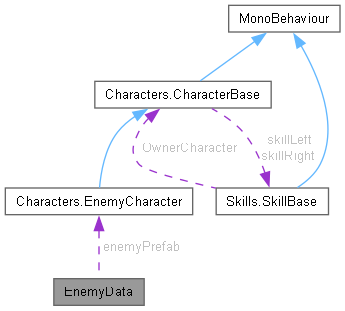 MonoBehaviour
Characters.CharacterBase
OwnerCharacter
skillLeft
skillRight
Characters.EnemyCharacter
Skills.SkillBase
enemyPrefab
EnemyData